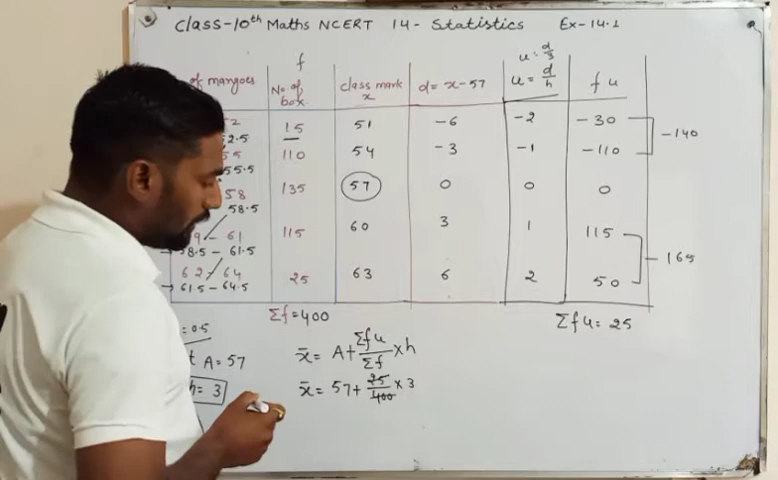 Class-10th Maths NCERT 14- Statistics Ex-14.1
of mangoes
f
No. of box.
class mark x
d = x - 57
u = d/3
u = d/h
f u
52
15 51 -6 -2 -30
52.5
55 110 54 -3 -1 -110
55.5
-140
58 135 57 0 0 0
58.5
59 - 61 115 60 3 1 115
→ 58.5 - 61.5
165
62 - 64 25 63 6 2 50
→ 61.5 - 64.5
Σf = 400 Σfu = 25
= 0.5
t A = 57
h = 3
x̄ = A + Σfu/Σf × h
x̄ = 57 + 25/400 × 3